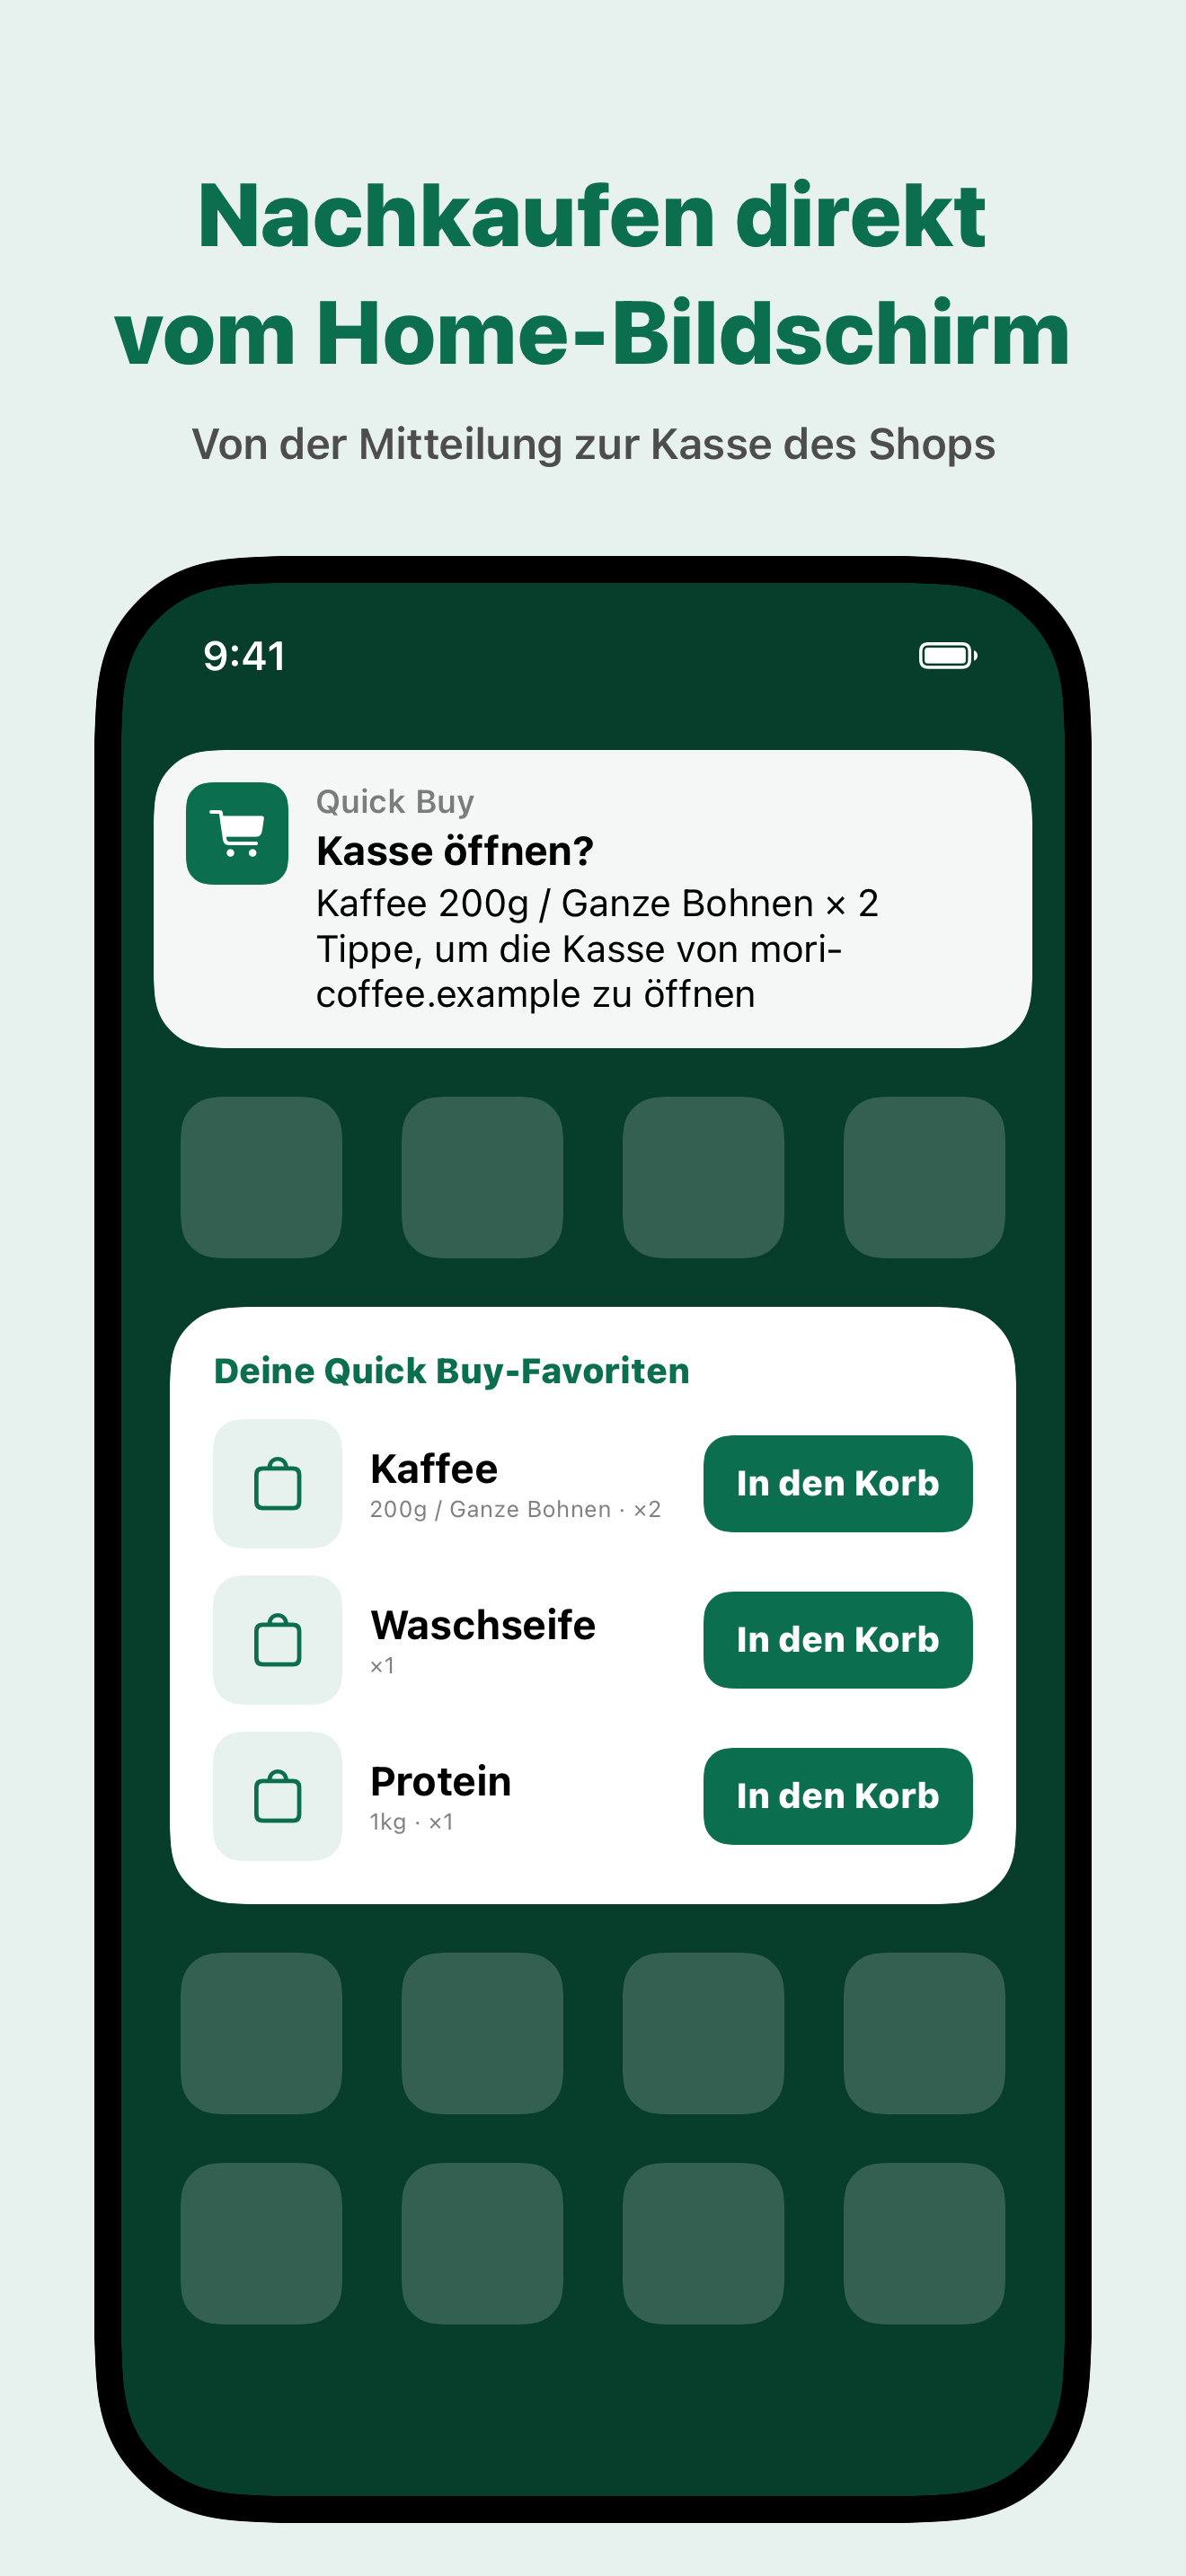 Nachkaufen direkt
vom Home-Bildschirm
Von der Mitteilung zur Kasse des Shops
9:41
Quick Buy
Kasse öffnen?
Kaffee 200g / Ganze Bohnen × 2
Tippe, um die Kasse von mori-
coffee.example zu öffnen
Deine Quick Buy-Favoriten
Kaffee
200g / Ganze Bohnen · ×2
In den Korb
Waschseife
×1
In den Korb
Protein
1kg · ×1
In den Korb